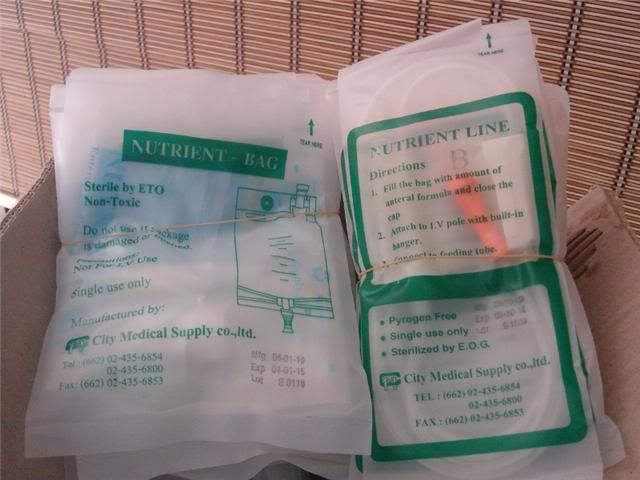 TEAR HERE
NUTRIENT - BAG
Sterile by ETO
Non-Toxic
Do not use if package
is damaged or opened.
Precautions:
Not For I.V Use
Single use only
Manufactured by:
City Medical Supply co.,ltd.
Tel : (662) 02-435-6854
02-435-6800
Fax: (662) 02-435-6853
Mfg 04-01-10
Exp 04-01-15
Lot S 0110
TEAR HERE
NUTRIENT LINE
B
Directions
1. Fill the bag with amount of
anteral formula and close the
cap
2. Attach to I.V pole with built-in
hanger.
3. Connect to feeding tube.
• Pyrogen Free
• Single use only
• Sterilized by E.O.G.
City Medical Supply co.,ltd.
TEL : (662) 02-435-6854
02-435-6800
FAX : (662) 02-435-6853